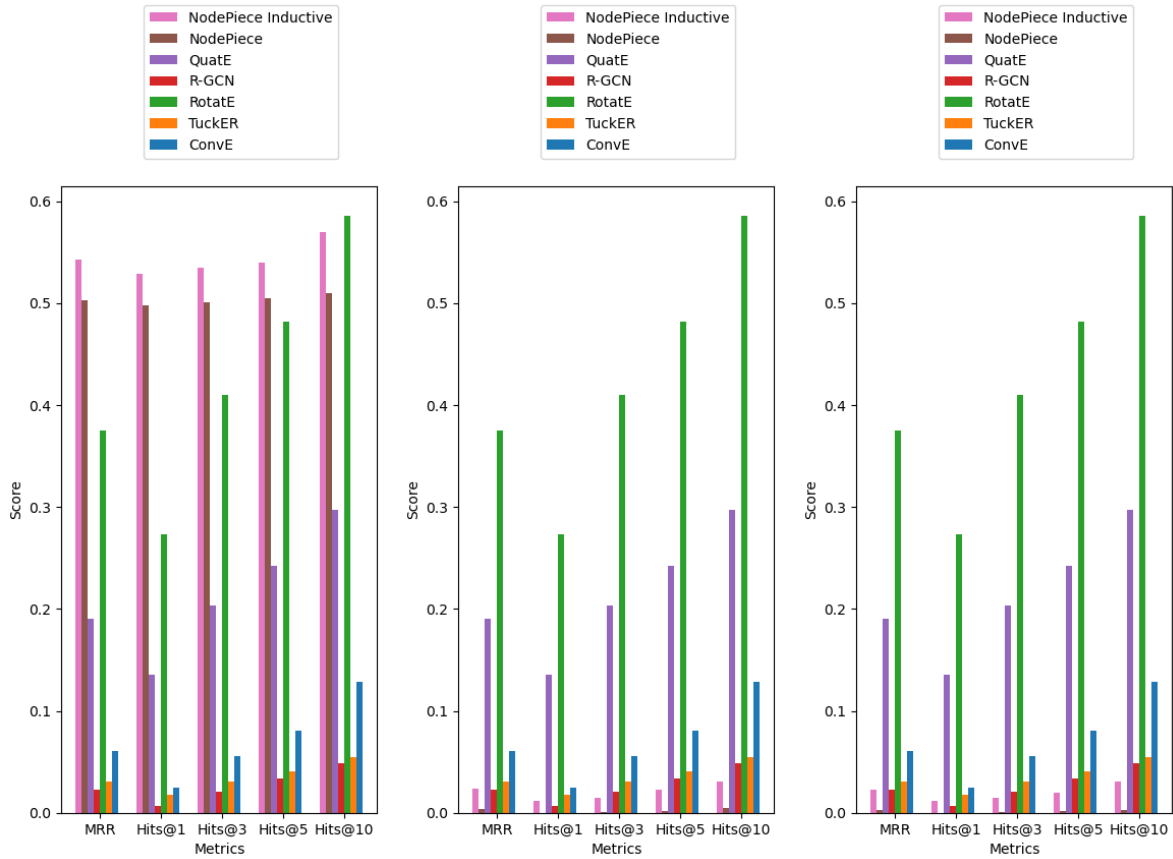 NodePiece Inductive
NodePiece
QuatE
R-GCN
RotatE
TuckER
ConvE
0.6
0.5
0.4
0.3
0.2
0.1
0.0
Score
MRR Hits@1 Hits@3 Hits@5 Hits@10
Metrics
NodePiece Inductive
NodePiece
QuatE
R-GCN
RotatE
TuckER
ConvE
0.6
0.5
0.4
0.3
0.2
0.1
0.0
Score
MRR Hits@1 Hits@3 Hits@5 Hits@10
Metrics
NodePiece Inductive
NodePiece
QuatE
R-GCN
RotatE
TuckER
ConvE
0.6
0.5
0.4
0.3
0.2
0.1
0.0
Score
MRR Hits@1 Hits@3 Hits@5 Hits@10
Metrics